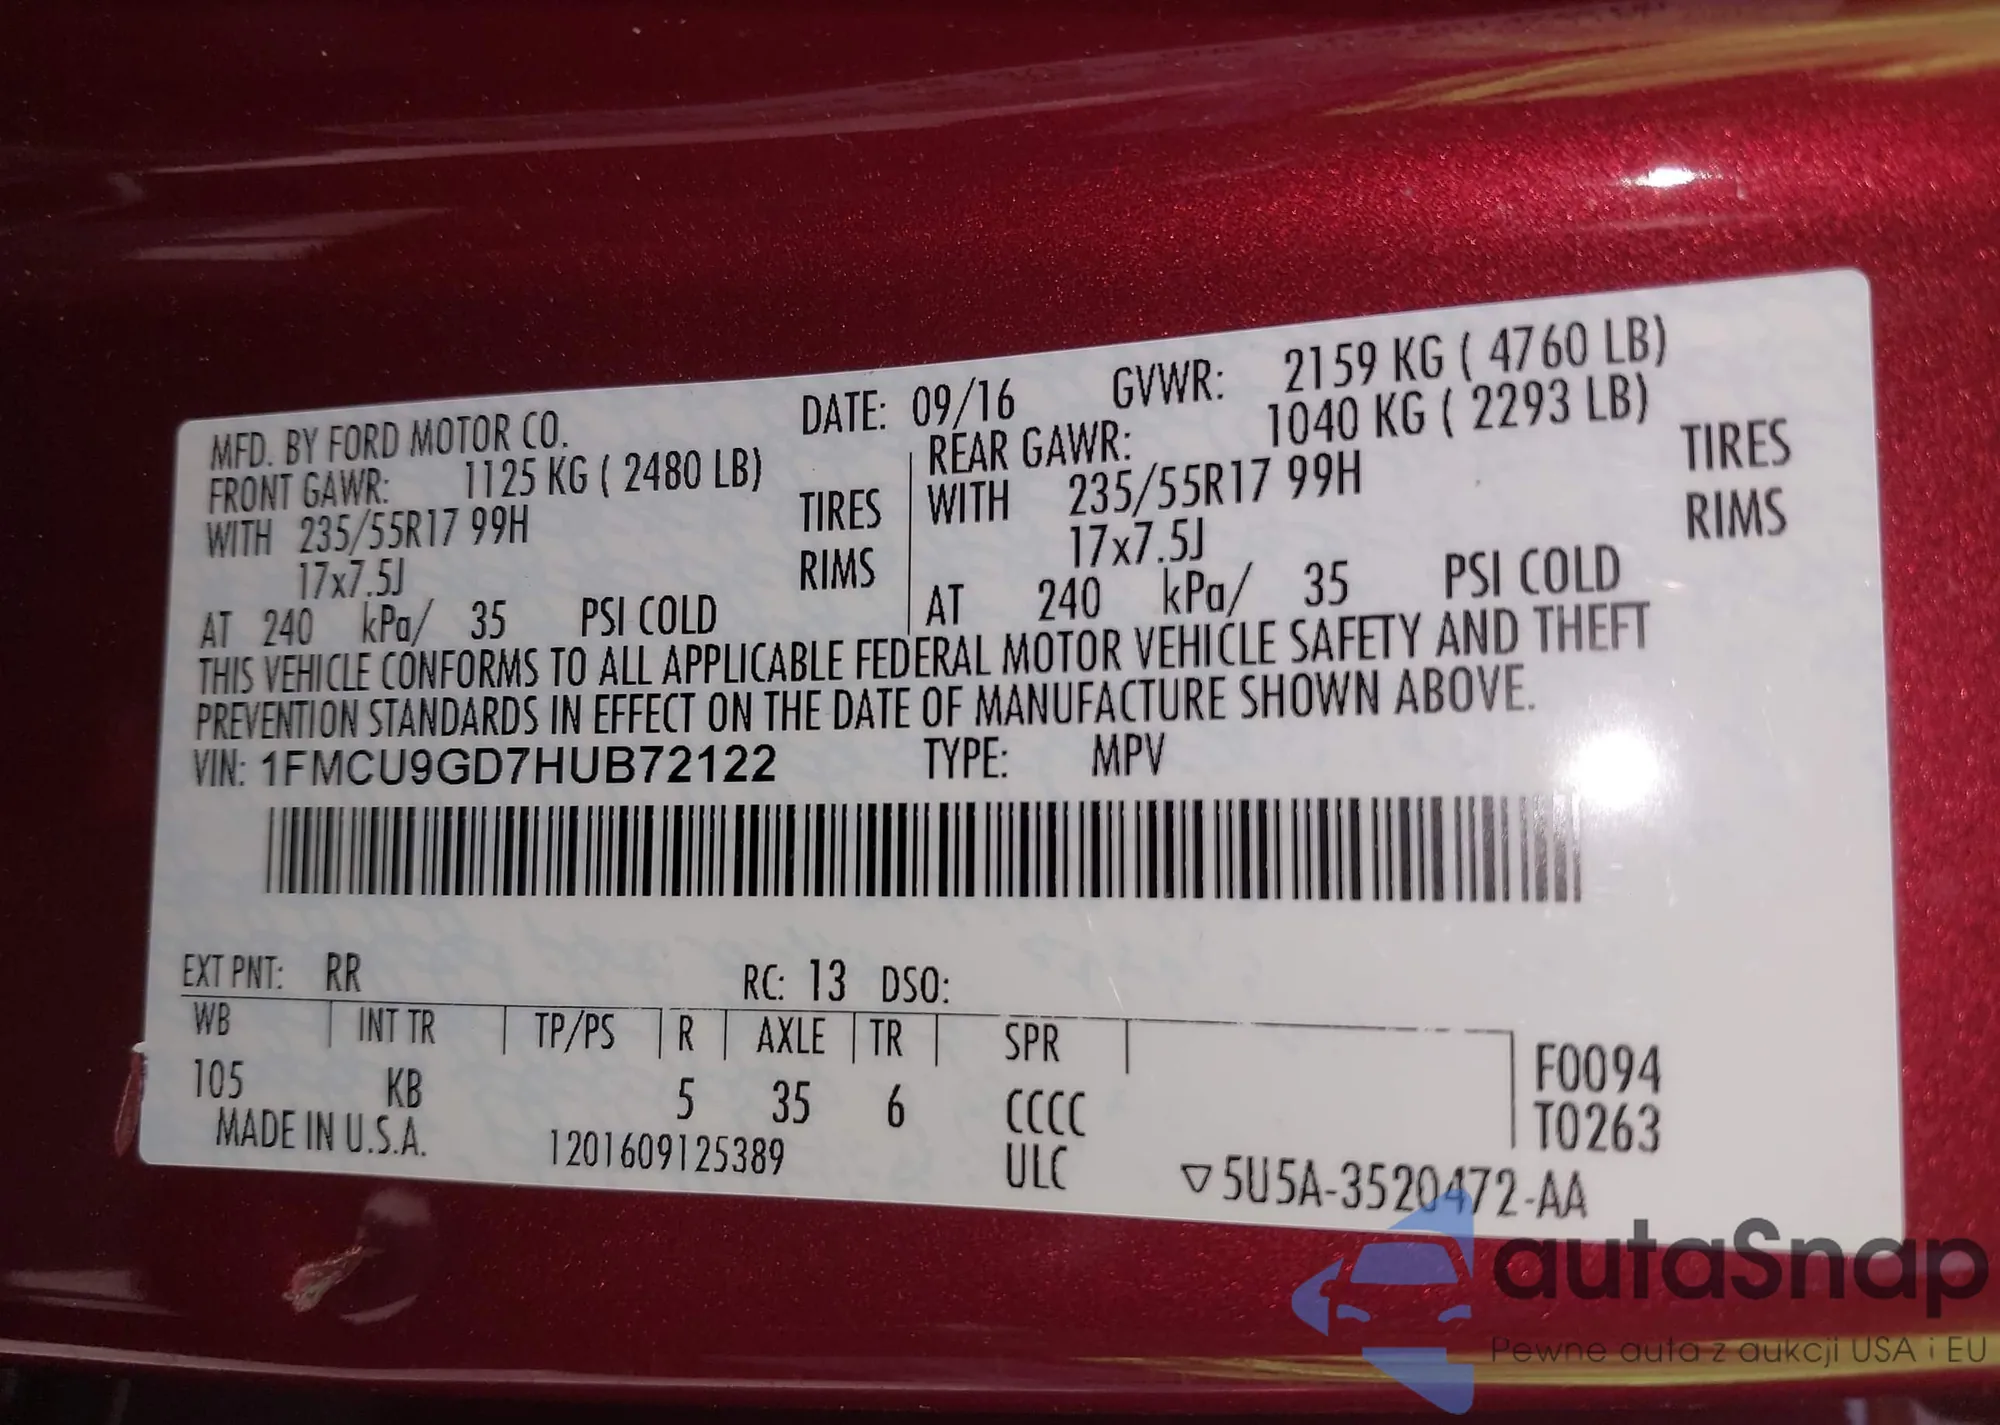 MFD. BY FORD MOTOR CO. DATE: 09/16 GVWR: 2159 KG ( 4760 LB)
FRONT GAWR: 1125 KG ( 2480 LB) REAR GAWR: 1040 KG ( 2293 LB)
WITH 235/55R17 99H TIRES WITH 235/55R17 99H TIRES
17x7.5J RIMS 17x7.5J RIMS
AT 240 kPa/ 35 PSI COLD AT 240 kPa/ 35 PSI COLD
THIS VEHICLE CONFORMS TO ALL APPLICABLE FEDERAL MOTOR VEHICLE SAFETY AND THEFT
PREVENTION STANDARDS IN EFFECT ON THE DATE OF MANUFACTURE SHOWN ABOVE.
VIN: 1FMCU9GD7HUB72122 TYPE: MPV
EXT PNT: RR RC: 13 DSO:
WB INT TR TP/PS R AXLE TR SPR F0094
105 KB 5 35 6 CCCC T0263
MADE IN U.S.A. 1201609125389 ULC ▽5U5A-3520472-AA
autaSnap
Pewne auta z aukcji USA i EU